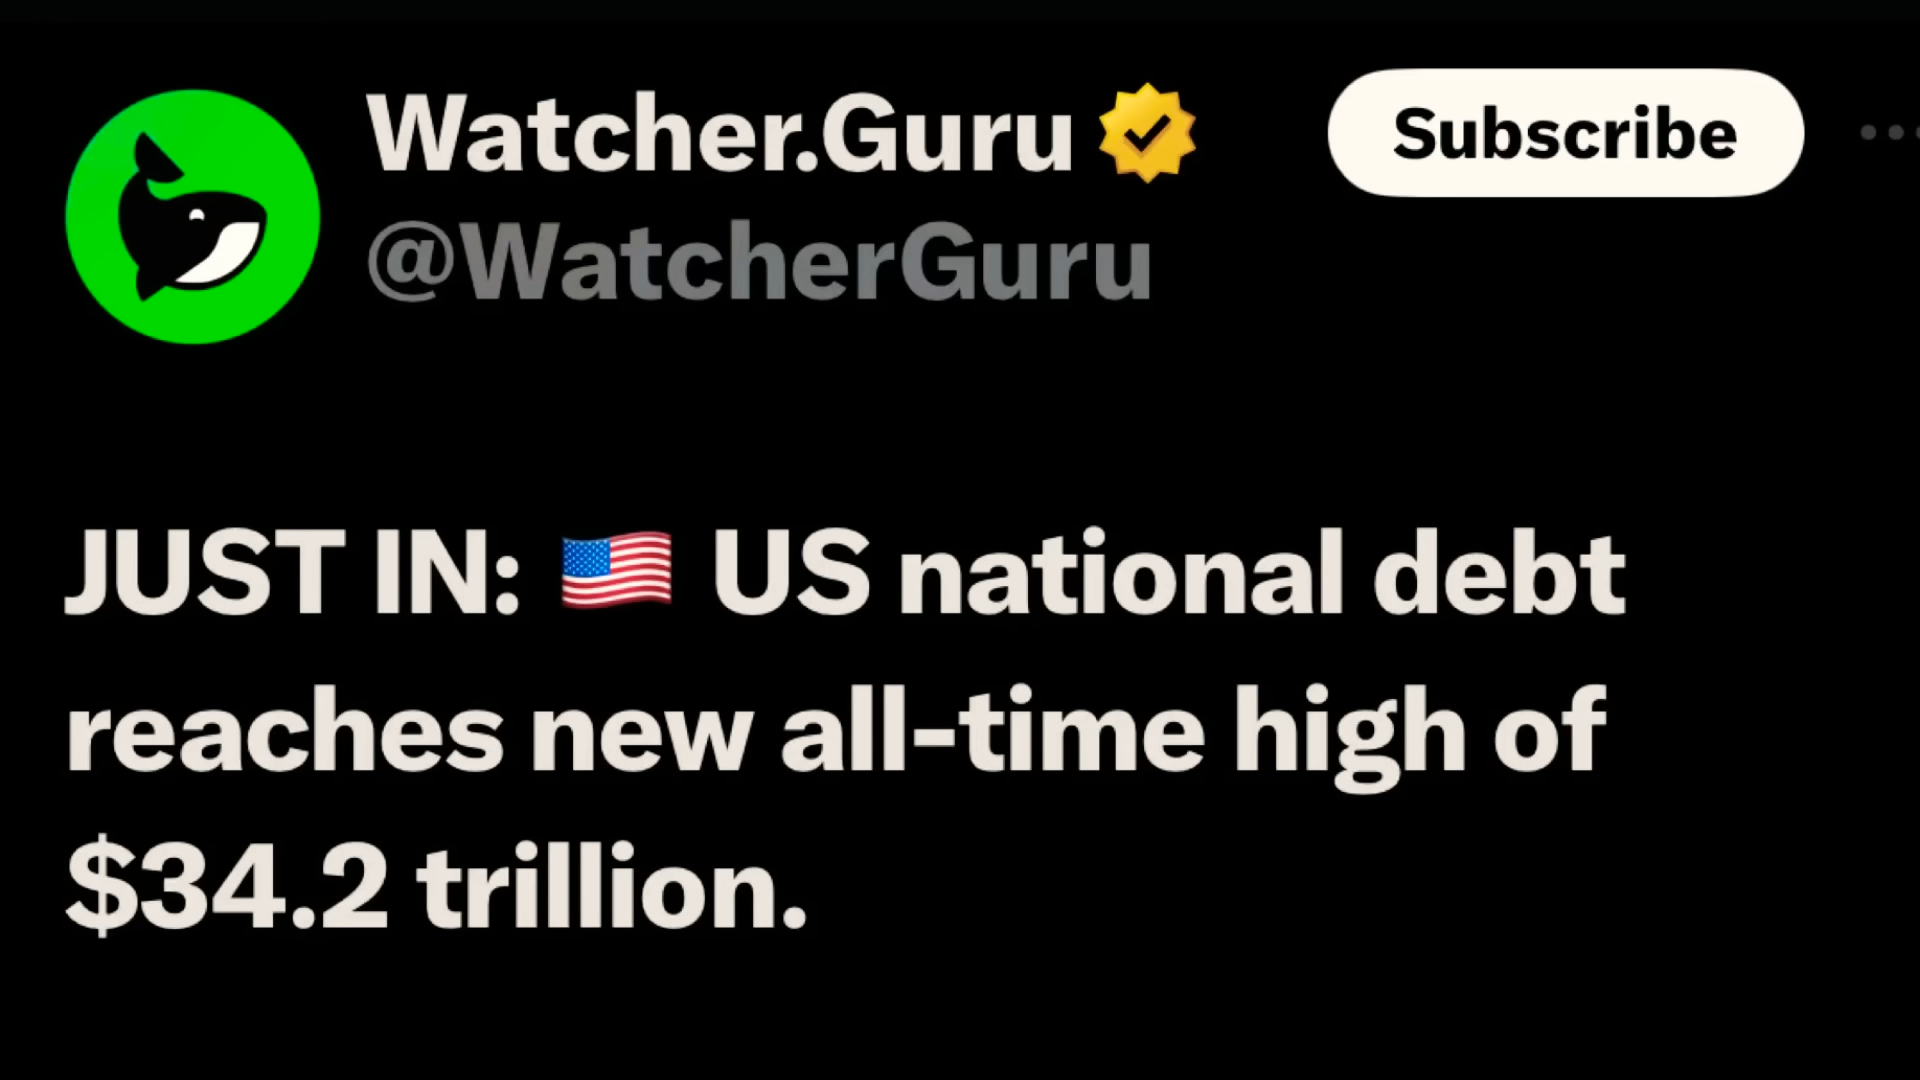 Watcher.Guru
Subscribe
@WatcherGuru
JUST IN: 🇺🇸 US national debt
reaches new all-time high of
$34.2 trillion.